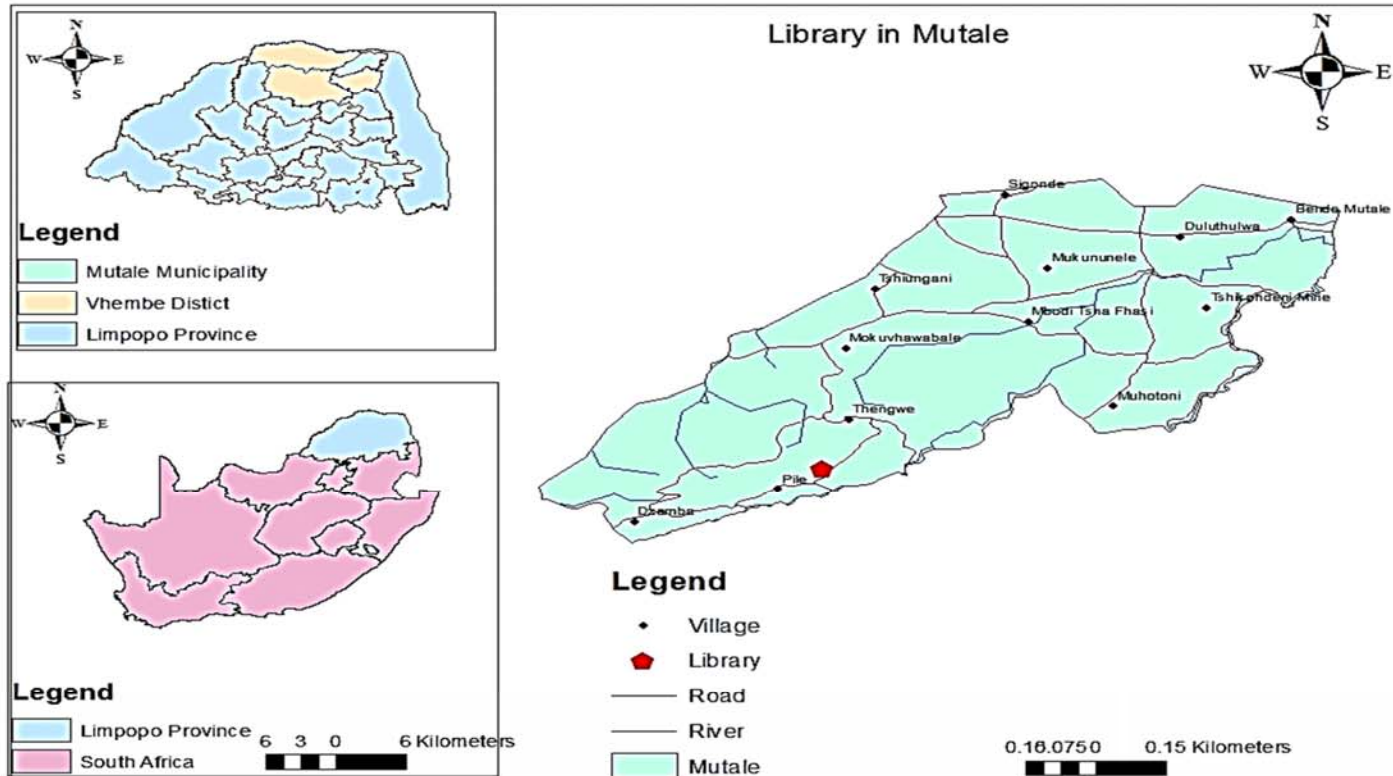 Library in Mutale
N
W E
S
Legend
Mutale Municipality
Vhembe Distict
Limpopo Province
N
W E
S
Legend
Limpopo Province
South Africa
6 3 0 6 Kilometers
N
W E
S
Sigonde
Benda Mutale
Duluthulwa
Mukununele
Tshiungani
Tshikondeni Mine
Mbodi Tsha Fhasi
Mokuvhawabale
Muhotoni
Thengwe
Pile
Dzamba
Legend
Village
Library
Road
River
Mutale
0.16.0750 0.15 Kilometers